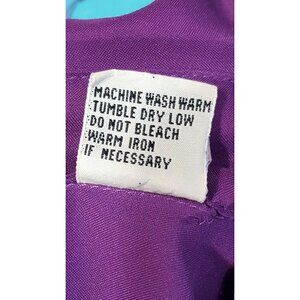 MACHINE WASH WARM
TUMBLE DRY LOW
DO NOT BLEACH
WARM IRON
IF NECESSARY